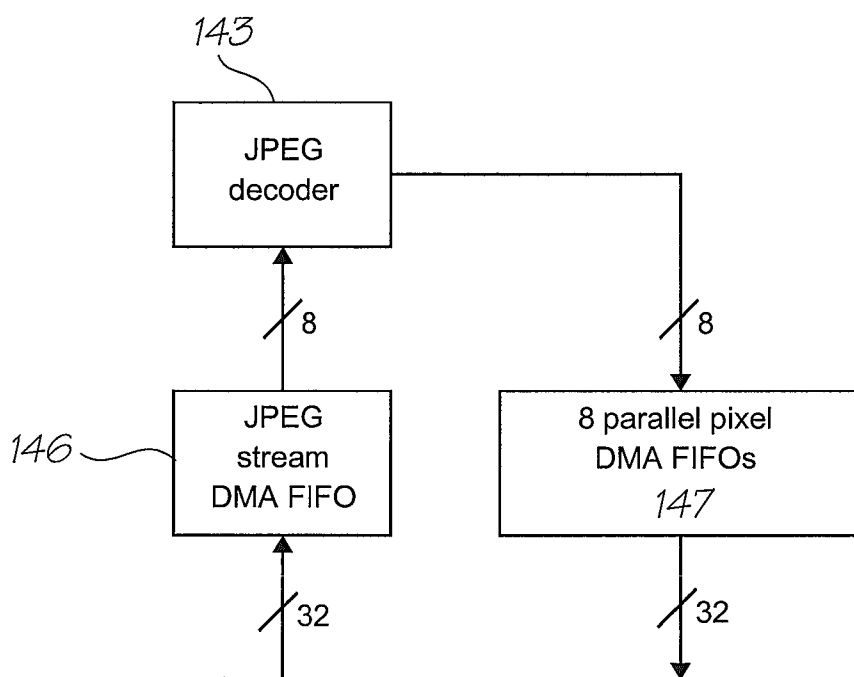 143
JPEG
decoder
8
8
146
JPEG
stream
DMA FIFO
8 parallel pixel
DMA FIFOs
147
32
32